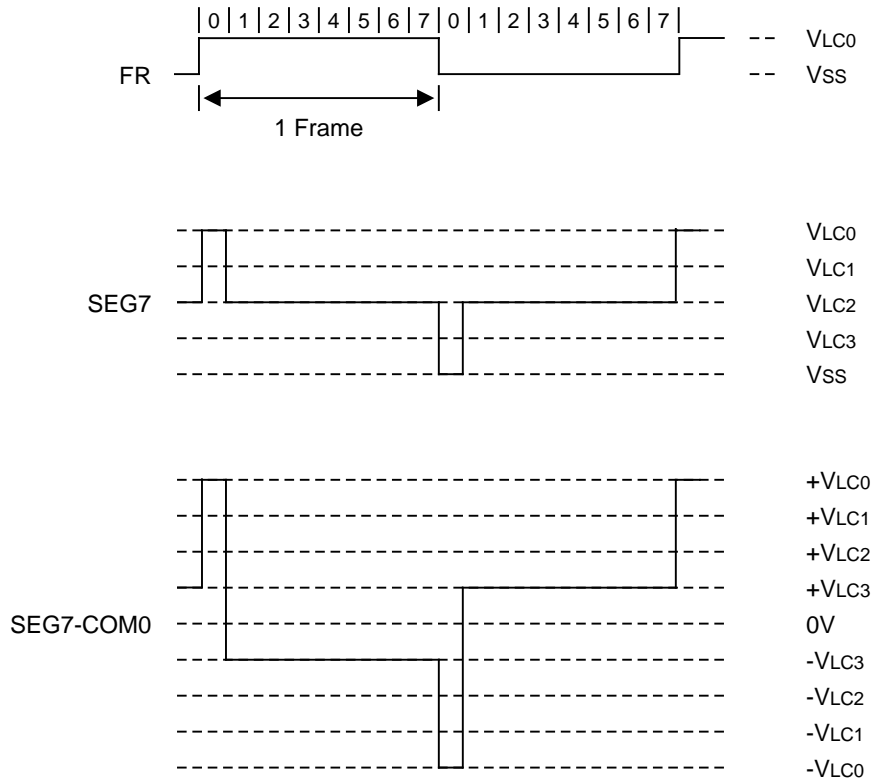 0 1 2 3 4 5 6 7 0 1 2 3 4 5 6 7
VLC0
FR
VSS
1 Frame
VLC0
VLC1
SEG7
VLC2
VLC3
VSS
+VLC0
+VLC1
+VLC2
+VLC3
SEG7-COM0
0V
-VLC3
-VLC2
-VLC1
-VLC0